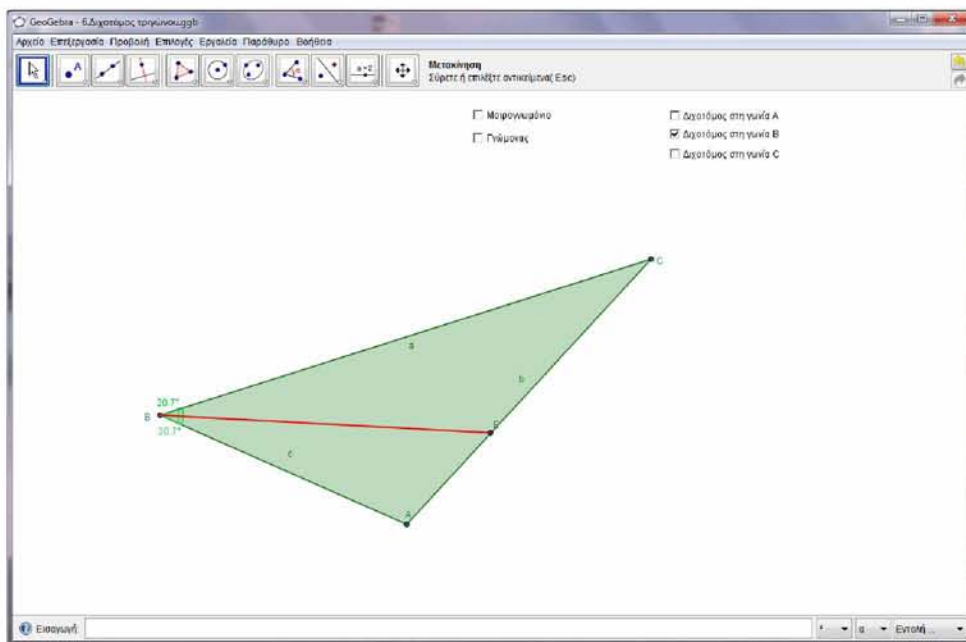 GeoGebra - 6.Διχοτόμος τριγώνου.ggb
Αρχείο Επεξεργασία Προβολή Επιλογές Εργαλεία Παράθυρο Βοήθεια
A
a=2
Μετακίνηση
Σύρετε ή επιλέξτε αντικείμενα (Esc)
Μοιρογνωμόνιο
Γνώμονας
Διχοτόμος στη γωνία A
Διχοτόμος στη γωνία B
Διχοτόμος στη γωνία C
C
a
b
20.7°
B
20.7°
E
c
A
Εισαγωγή:
α
Εντολή ...